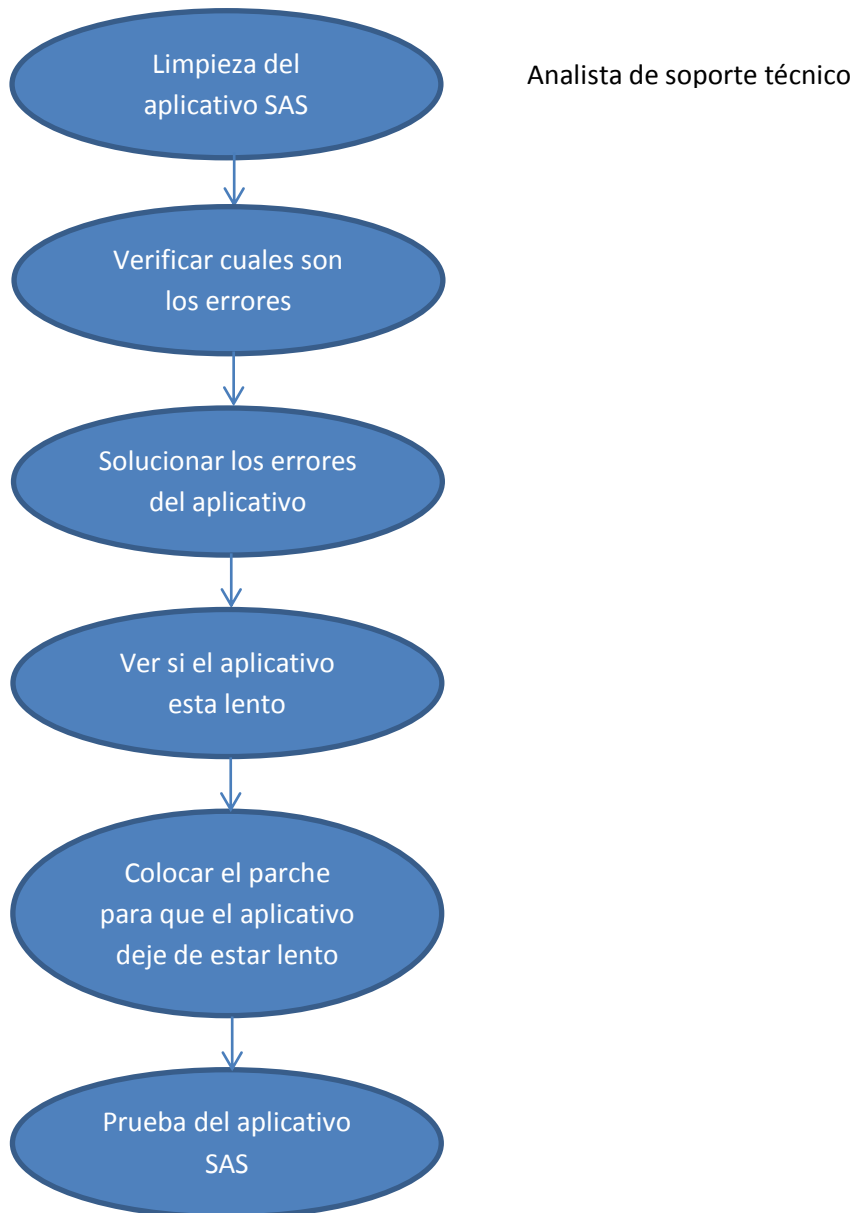 Limpieza del
aplicativo SAS
Analista de soporte técnico
Verificar cuales son
los errores
Solucionar los errores
del aplicativo
Ver si el aplicativo
esta lento
Colocar el parche
para que el aplicativo
deje de estar lento
Prueba del aplicativo
SAS